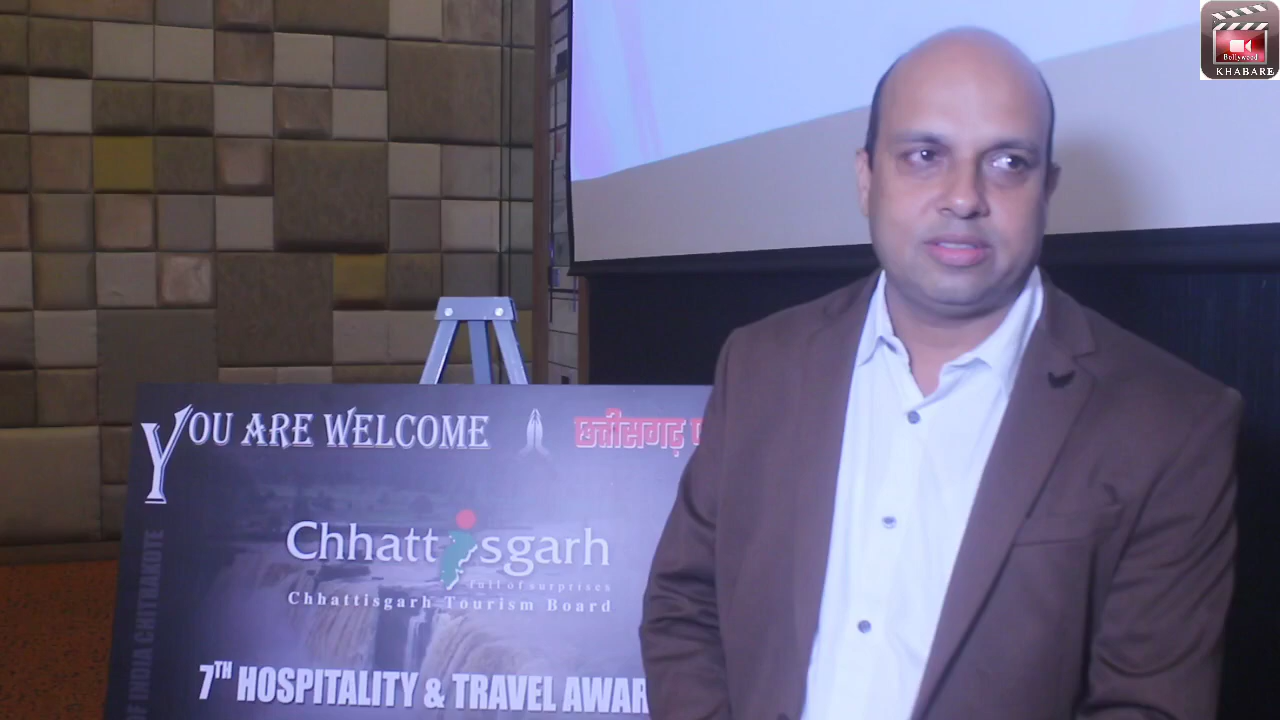 Bollywood
KHABARE
YOU ARE WELCOME
छत्तीसगढ़
Chhattisgarh
full of surprises
Chhattisgarh Tourism Board
OF INDIA CHITRAKOTE
7TH HOSPITALITY & TRAVEL AWAR